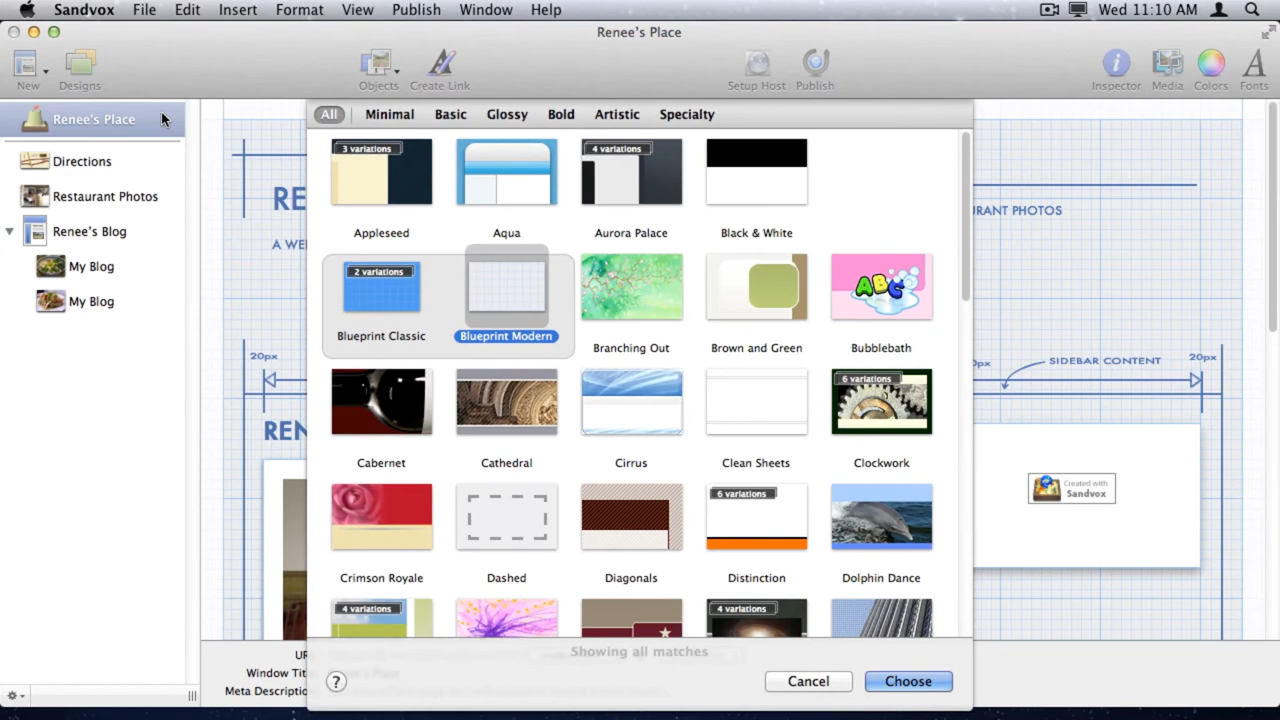 Sandvox File Edit Insert Format View Publish Window Help Wed 11:10 AM
Renee's Place
New Designs Objects Create Link Setup Host Publish Inspector Media Colors Fonts
Renee's Place
Directions
Restaurant Photos
Renee's Blog
My Blog
My Blog
All Minimal Basic Glossy Bold Artistic Specialty
3 variations
4 variations
Appleseed Aqua Aurora Palace Black & White
2 variations
Blueprint Classic Blueprint Modern
Branching Out Brown and Green Bubblebath
ABC
6 variations
Cabernet Cathedral Cirrus Clean Sheets Clockwork
6 variations
Crimson Royale Dashed Diagonals Distinction Dolphin Dance
4 variations
4 variations
Showing all matches
? Cancel Choose
RE
A WE
20px
REN
URANT PHOTOS
0px
SIDEBAR CONTENT
20px
Created with
Sandvox
UR
Window Tit
Meta Descriptio